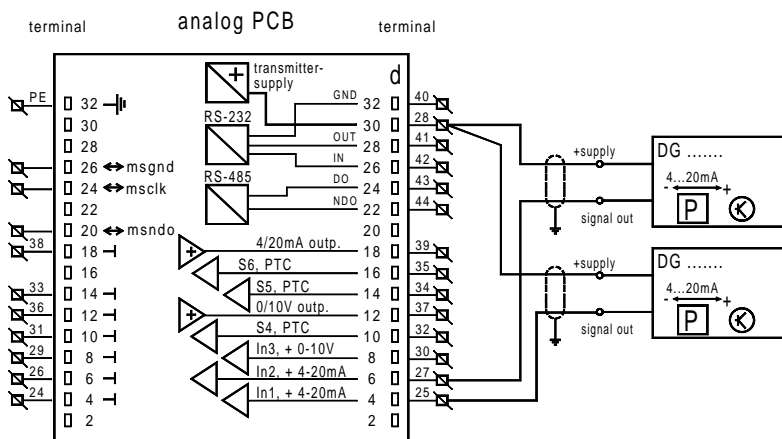 analog PCB
terminal
terminal
PE
32
30
28
26 msgnd
24 msclk
22
20 msndo
38
18
16
33
14
36
12
31
10
29
8
26
6
24
4
2
transmitter-
supply
RS-232
RS-485
d
GND
OUT
IN
DO
NDO
4/20mA outp.
S6, PTC
S5, PTC
0/10V outp.
S4, PTC
In3, + 0-10V
In2, + 4-20mA
In1, + 4-20mA
32 40
30 28
28 41
26 42
24 43
22 44
20
18 39
16 35
14 34
12 37
10 32
8 30
6 27
4 25
2
+supply
signal out
DG .......
4...20mA
- +
P
K
+supply
signal out
DG .......
4...20mA
- +
P
K